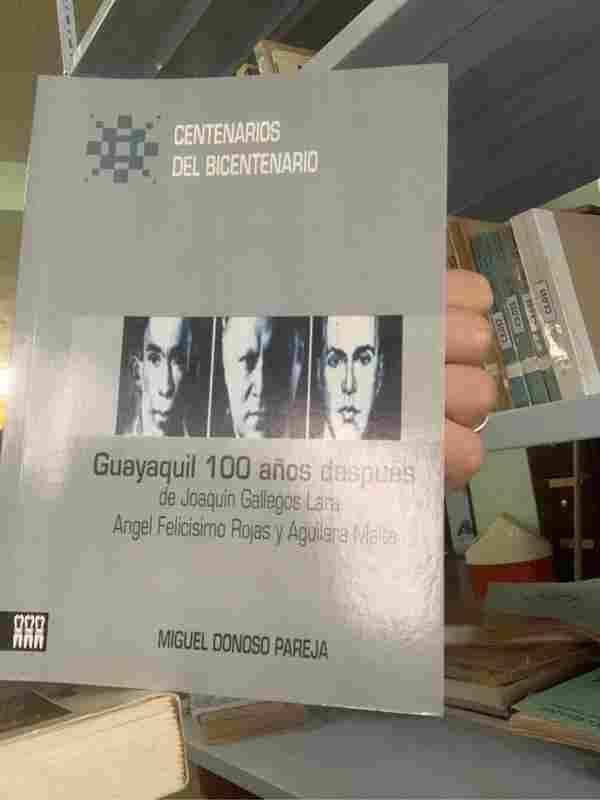 CENTENARIOS
DEL BICENTENARIO
Guayaquil 100 años después
de Joaquín Gallegos Lara
Angel Felicísimo Rojas y Aguilera Malta
MIGUEL DONOSO PAREJA